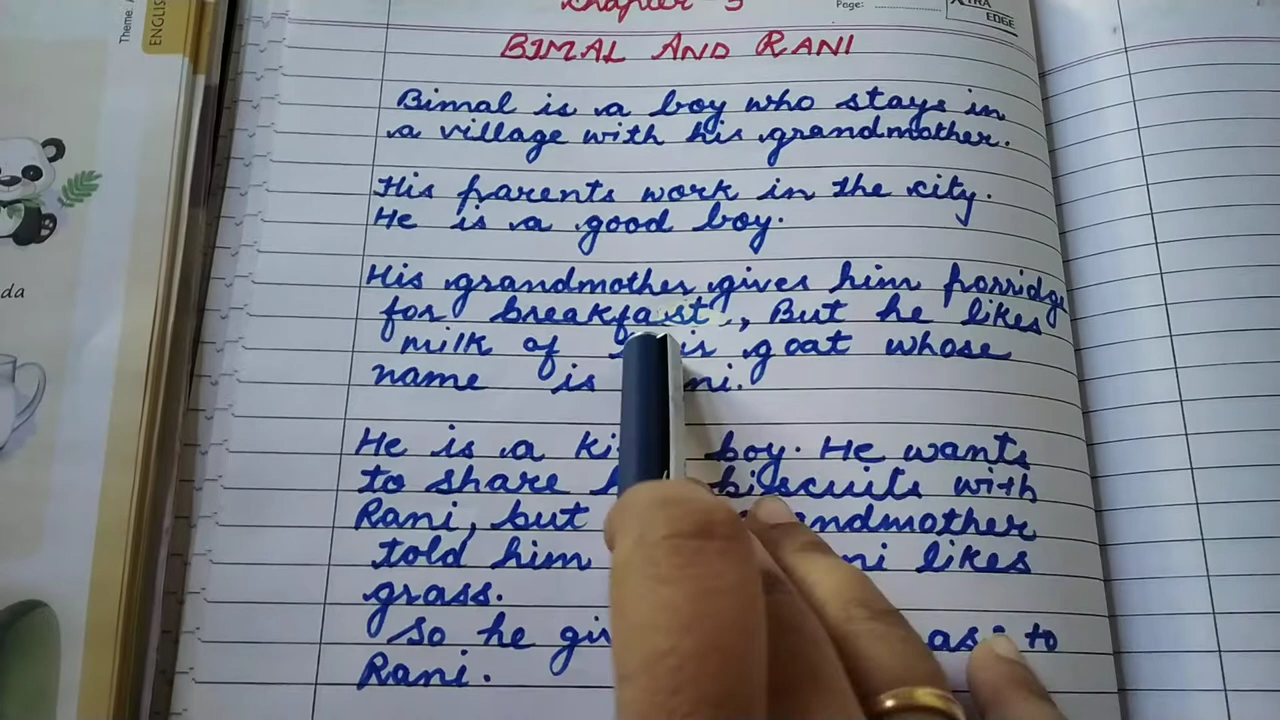 Theme:
ENGLIS
Chapter - 3
Page:
XTRA
EDGE
BIMAL AND RANI
Bimal is a boy who stays in
a village with his grandmother.
His parents work in the city.
He is a good boy.
His grandmother gives him porridge
for breakfast, But he likes
milk of goat whose
name is
He is a boy. He wants
to share biscuits with
Rani, but
told him likes
grass.
So he to
Rani.
da